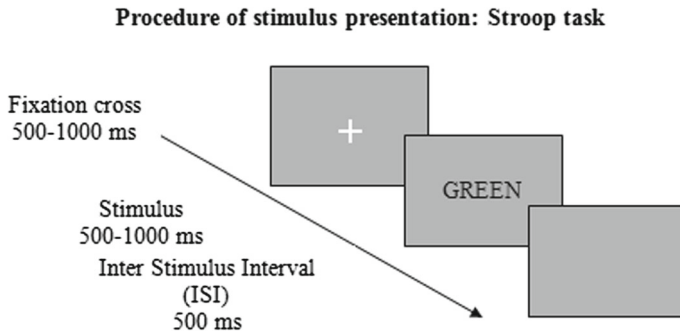 Procedure of stimulus presentation: Stroop task
Fixation cross
500-1000 ms
GREEN
Stimulus
500-1000 ms
Inter Stimulus Interval
(ISI)
500 ms